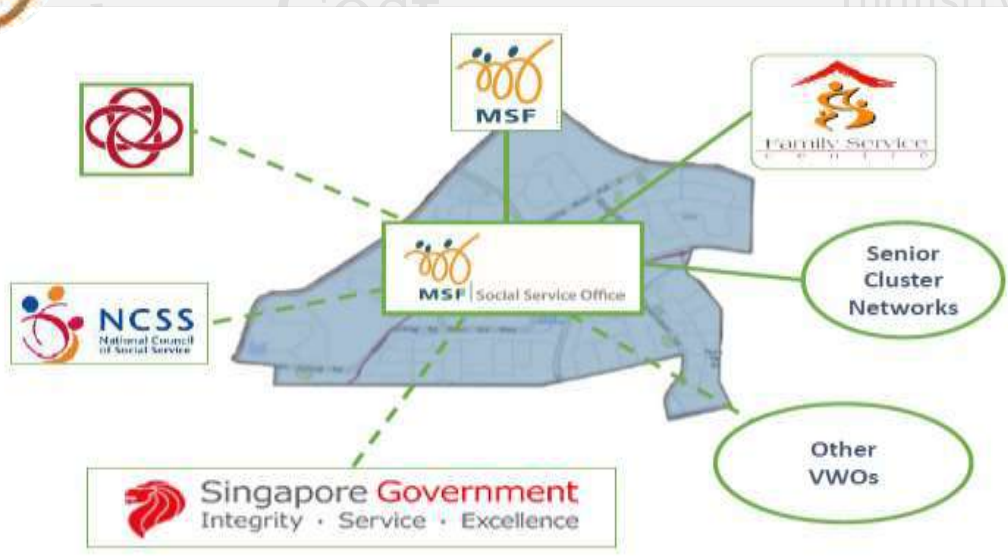 MSF
Family Service
centre
MSF Social Service Office
Senior
Cluster
Networks
NCSS
National Council
of Social Service
Other
VWOs
Singapore Government
Integrity · Service · Excellence